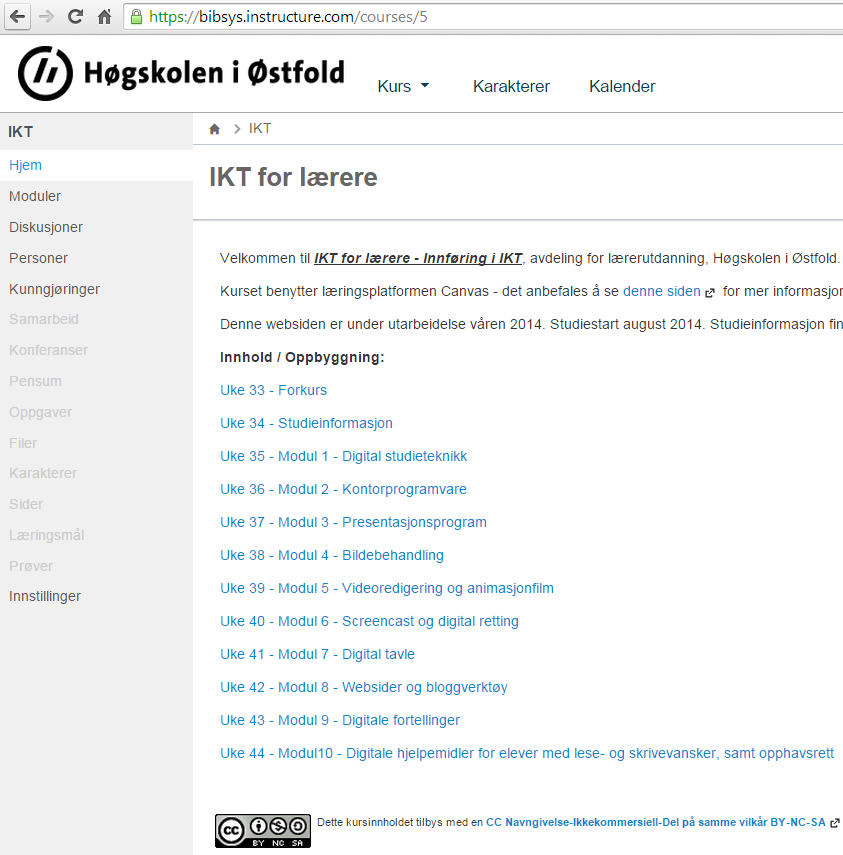 https://bibsys.instructure.com/courses/5
Høgskolen i Østfold
Kurs Karakterer Kalender
IKT
Hjem
Moduler
Diskusjoner
Personer
Kunngjøringer
Samarbeid
Konferanser
Pensum
Oppgaver
Filer
Karakterer
Sider
Læringsmål
Prøver
Innstillinger
IKT
IKT for lærere
Velkommen til IKT for lærere - Innføring i IKT, avdeling for lærerutdanning, Høgskolen i Østfold.
Kurset benytter læringsplatformen Canvas - det anbefales å se denne siden for mer informasjon
Denne websiden er under utarbeidelse våren 2014. Studiestart august 2014. Studieinformasjon fin
Innhold / Oppbyggning:
Uke 33 - Forkurs
Uke 34 - Studieinformasjon
Uke 35 - Modul 1 - Digital studieteknikk
Uke 36 - Modul 2 - Kontorprogramvare
Uke 37 - Modul 3 - Presentasjonsprogram
Uke 38 - Modul 4 - Bildebehandling
Uke 39 - Modul 5 - Videoredigering og animasjonfilm
Uke 40 - Modul 6 - Screencast og digital retting
Uke 41 - Modul 7 - Digital tavle
Uke 42 - Modul 8 - Websider og bloggverktøy
Uke 43 - Modul 9 - Digitale fortellinger
Uke 44 - Modul10 - Digitale hjelpemidler for elever med lese- og skrivevansker, samt opphavsrett
cc BY NC SA
Dette kursinnholdet tilbys med en CC Navngivelse-Ikkekommersiell-Del på samme vilkår BY-NC-SA